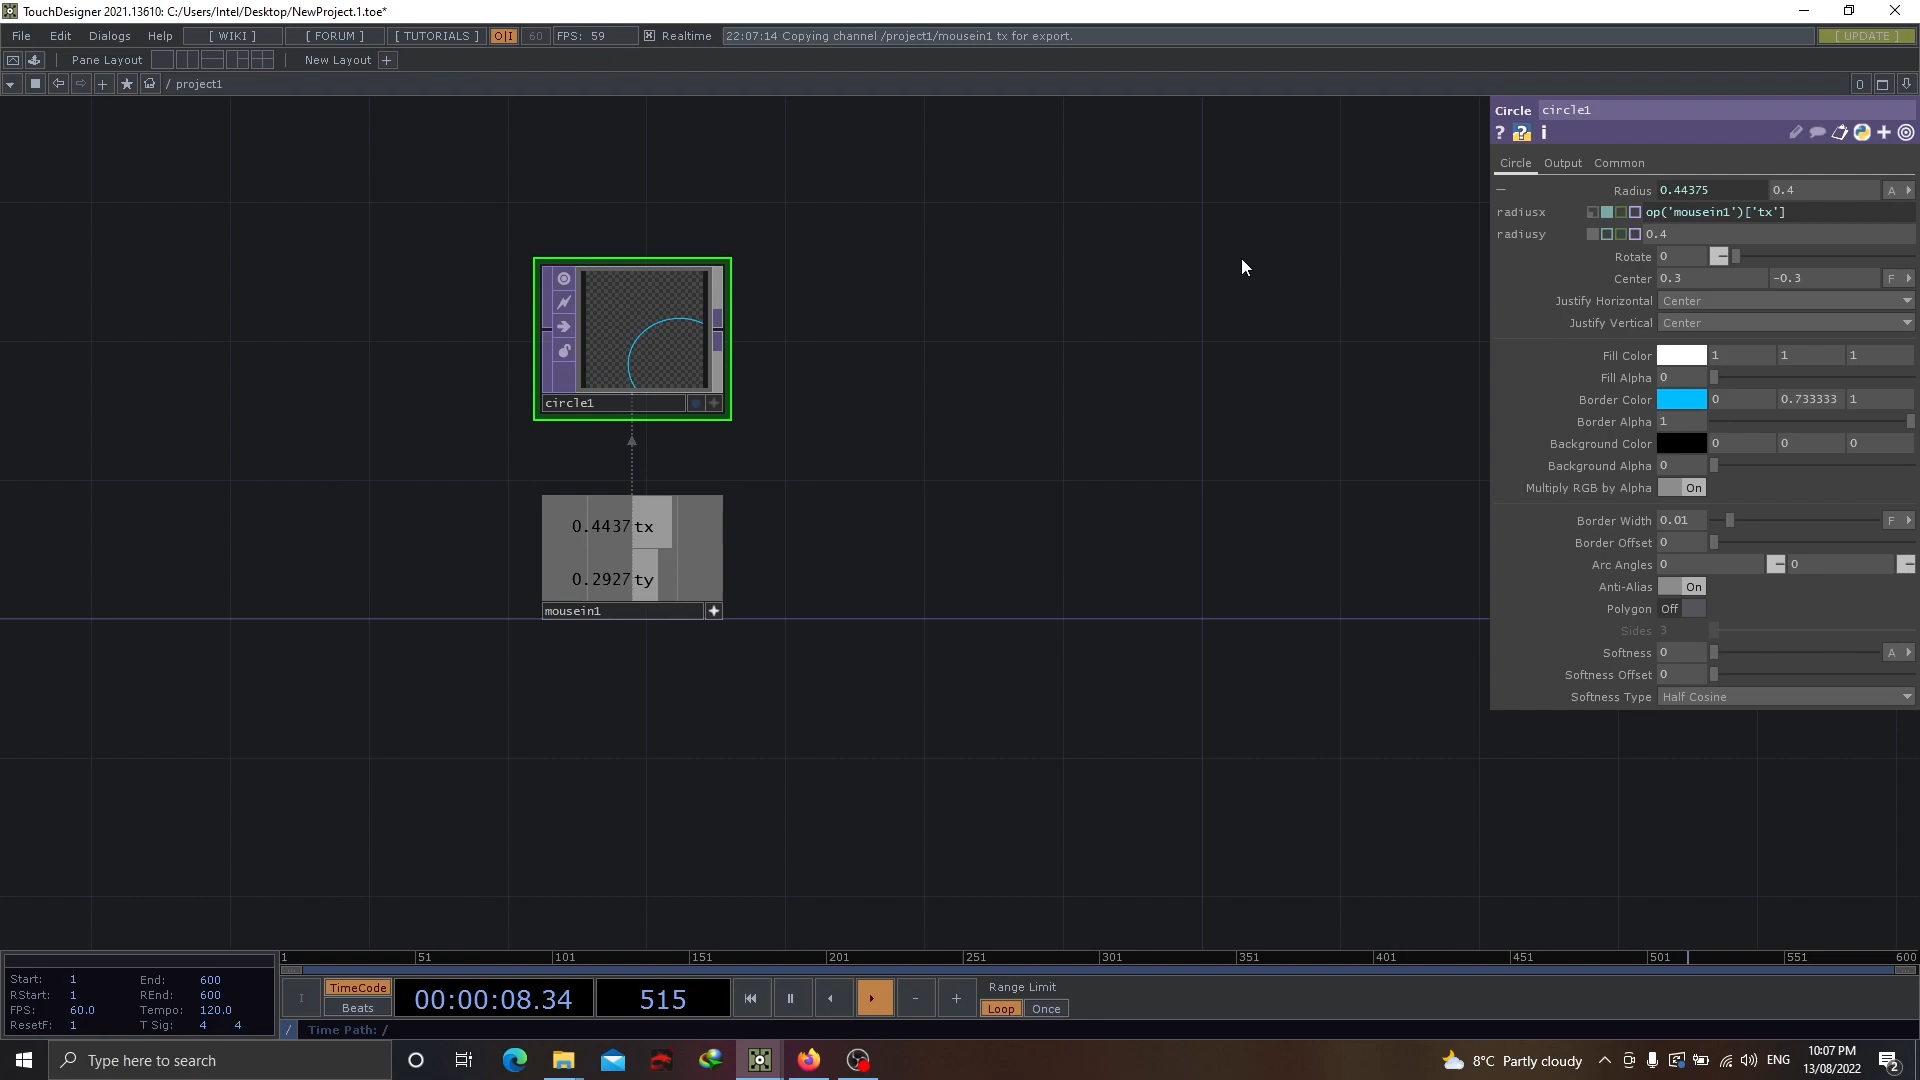 TouchDesigner 2021.13610: C:/Users/Intel/Desktop/NewProject.1.toe*
File Edit Dialogs Help [ WIKI ] [ FORUM ] [ TUTORIALS ] O|I 60 FPS: 59 Realtime 22:07:14 Copying channel /project1/mousein1 tx for export. [ UPDATE ]
Pane Layout New Layout +
/ project1 0
Circle circle1
? ? i
Circle Output Common
Radius 0.44375 0.4 A
radiusx op('mousein1')['tx']
radiusy 0.4
Rotate 0
Center 0.3 -0.3 F
Justify Horizontal Center
Justify Vertical Center
Fill Color 1 1 1
Fill Alpha 0
Border Color 0 0.733333 1
Border Alpha 1
Background Color 0 0 0
Background Alpha 0
Multiply RGB by Alpha On
Border Width 0.01 F
Border Offset 0
Arc Angles 0 0
Anti-Alias On
Polygon Off
Sides 3
Softness 0 A
Softness Offset 0
Softness Type Half Cosine
circle1
0.4437 tx
0.2927 ty
mousein1
1 51 101 151 201 251 301 351 401 451 501 551 600
Start: 1 End: 600
RStart: 1 REnd: 600
FPS: 60.0 Tempo: 120.0
ResetF: 1 T Sig: 4 4
I TimeCode
Beats
00:00:08.34 515 - +
Range Limit
Loop Once
/ Time Path: /
Type here to search
8°C Partly cloudy ENG
10:07 PM
13/08/2022
2